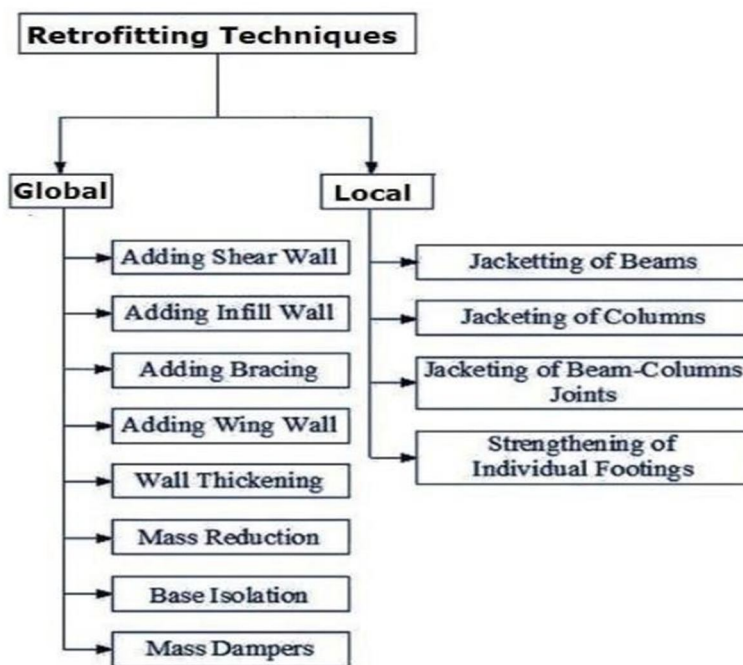 Retrofitting Techniques
Global
Local
Adding Shear Wall
Adding Infill Wall
Adding Bracing
Adding Wing Wall
Wall Thickening
Mass Reduction
Base Isolation
Mass Dampers
Jacketting of Beams
Jacketing of Columns
Jacketing of Beam-Columns
Joints
Strengthening of
Individual Footings